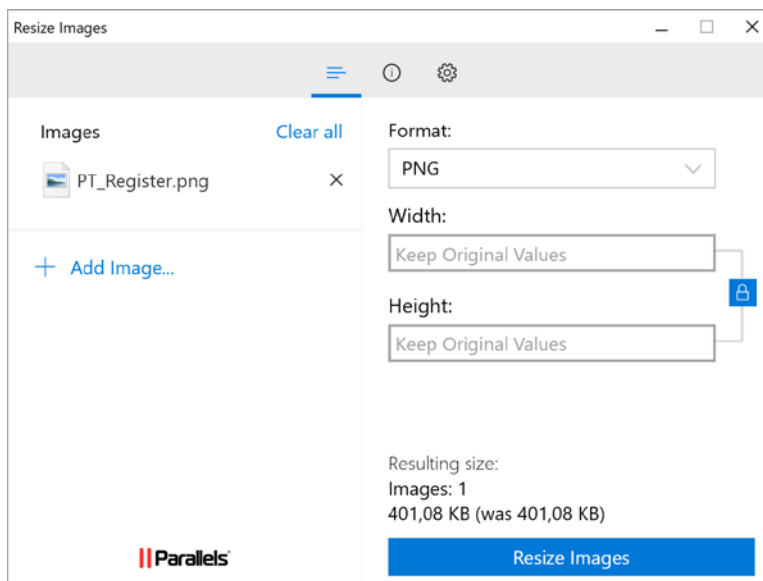 Resize Images
Images
Clear all
PT_Register.png
Add Image...
Parallels
Format:
PNG
Width:
Keep Original Values
Height:
Keep Original Values
Resulting size:
Images: 1
401,08 KB (was 401,08 KB)
Resize Images